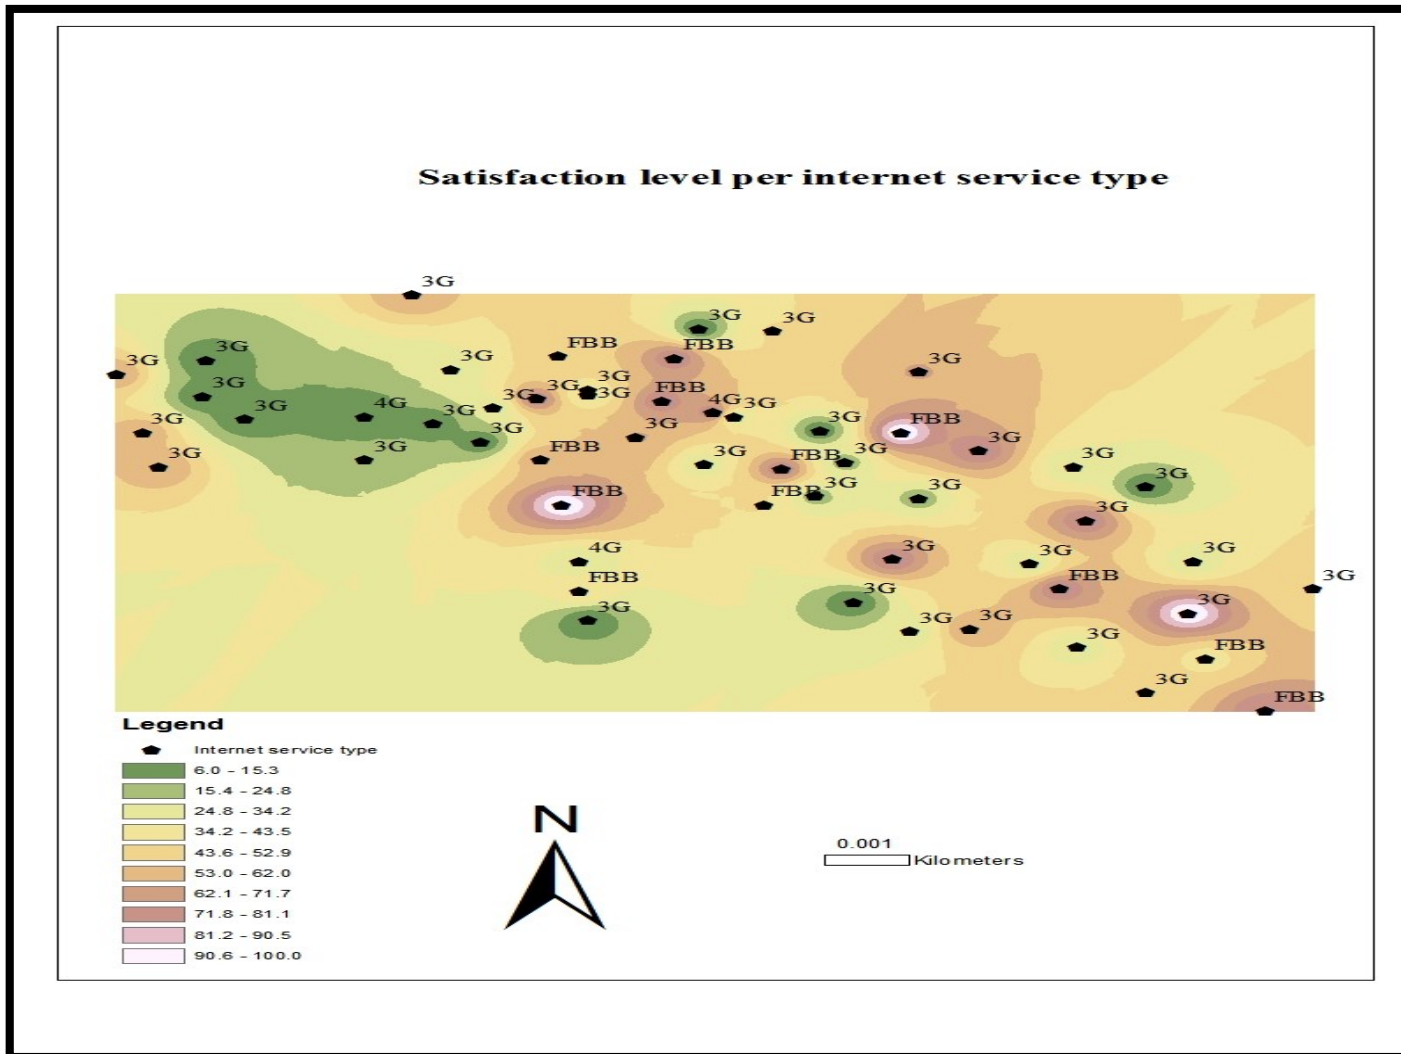 Satisfaction level per internet service type
3G
3G
3G
3G
FBB
3G
FBB
3G
3G
3G
3G
3G
3G
3G
FBB
4G
3G
3G
3G
4G
3G
3G
3G
3G
FBB
3G
3G
3G
3G
FBB
3G
FBB
3G
3G
3G
FBB
FBB
3G
3G
3G
4G
3G
3G
3G
FBB
FBB
3G
3G
3G
3G
3G
3G
3G
FBB
3G
FBB
Legend
Internet service type
6.0 - 15.3
15.4 - 24.8
24.8 - 34.2
34.2 - 43.5
43.6 - 52.9
53.0 - 62.0
62.1 - 71.7
71.8 - 81.1
81.2 - 90.5
90.6 - 100.0
N
0.001
Kilometers